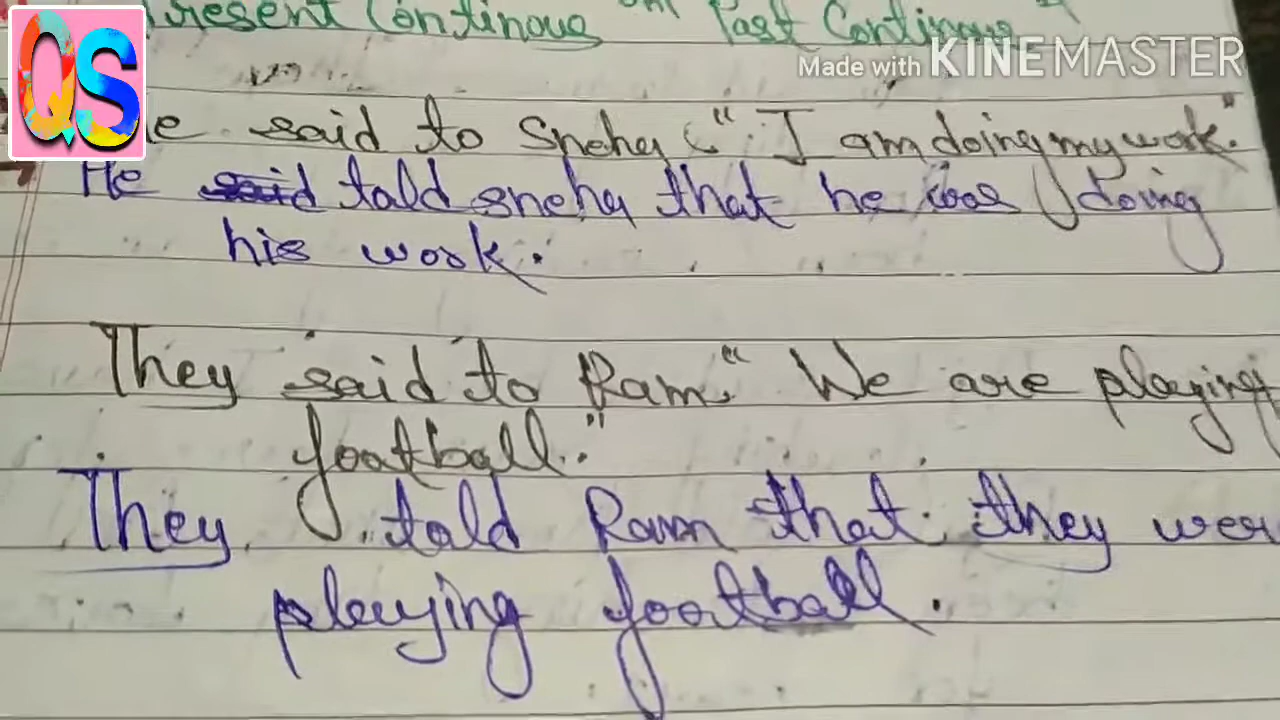 Present Continous Past Continous
Made with KINEMASTER
QS
e said to Sneha, "I am doing my work."
He said told sneha that he was doing
his work.
They said to Ram, "We are playing
football."
They told Ram that they wer
playing football.